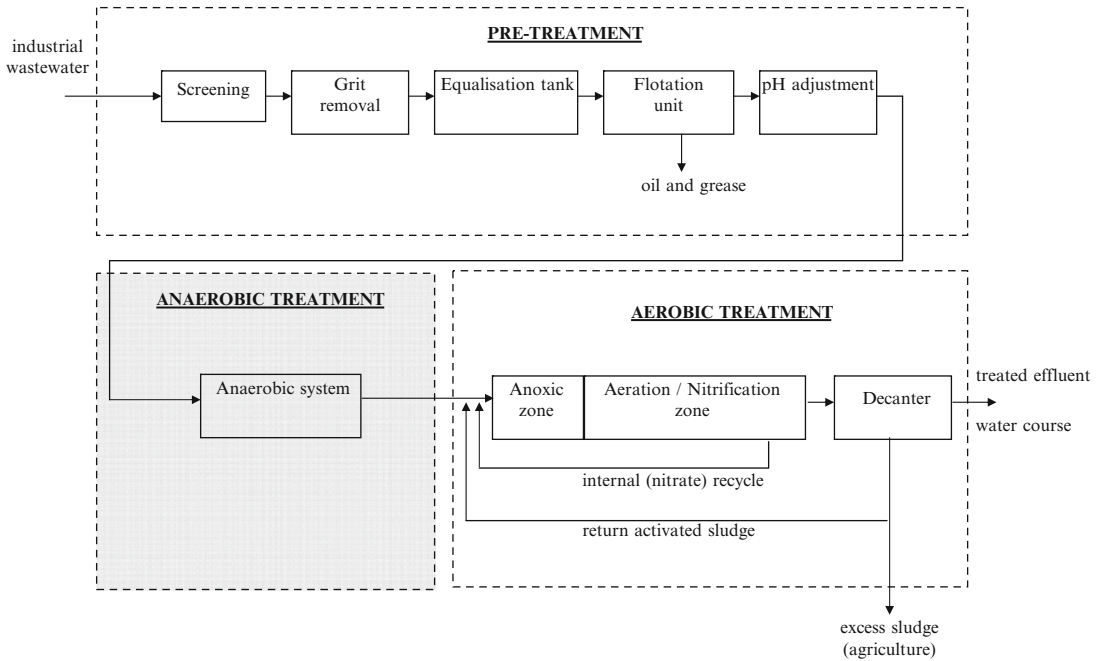 PRE-TREATMENT
industrial
wastewater
Screening
Grit
removal
Equalisation tank
Flotation
unit
pH adjustment
oil and grease
ANAEROBIC TREATMENT
Anaerobic system
AEROBIC TREATMENT
Anoxic
zone
Aeration / Nitrification
zone
Decanter
treated effluent
water course
internal (nitrate) recycle
return activated sludge
excess sludge
(agriculture)